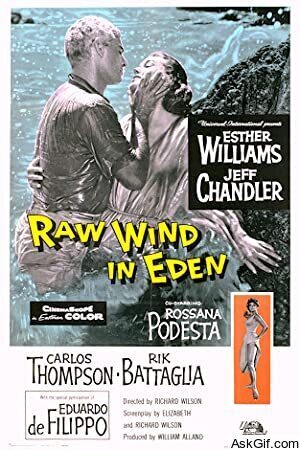 Universal-International presents
ESTHER
WILLIAMS
JEFF
CHANDLER
RAW WIND
IN EDEN
CINEMASCOPE
in Eastman COLOR
CO-STARRING
ROSSANA
PODESTA
CARLOS
THOMPSON·
RIK
BATTAGLIA
With the special participation of
EDUARDO
de FILIPPO
Directed by RICHARD WILSON
Screenplay by ELIZABETH
and RICHARD WILSON
Produced by WILLIAM ALLAND
AskGif.com